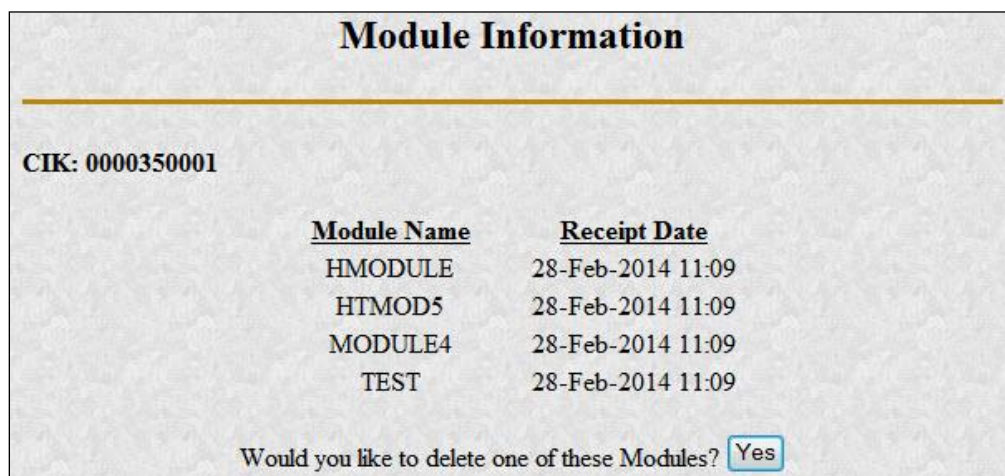 Module Information
CIK: 0000350001
Module Name Receipt Date
HMODULE 28-Feb-2014 11:09
HTMOD5 28-Feb-2014 11:09
MODULE4 28-Feb-2014 11:09
TEST 28-Feb-2014 11:09
Would you like to delete one of these Modules? Yes